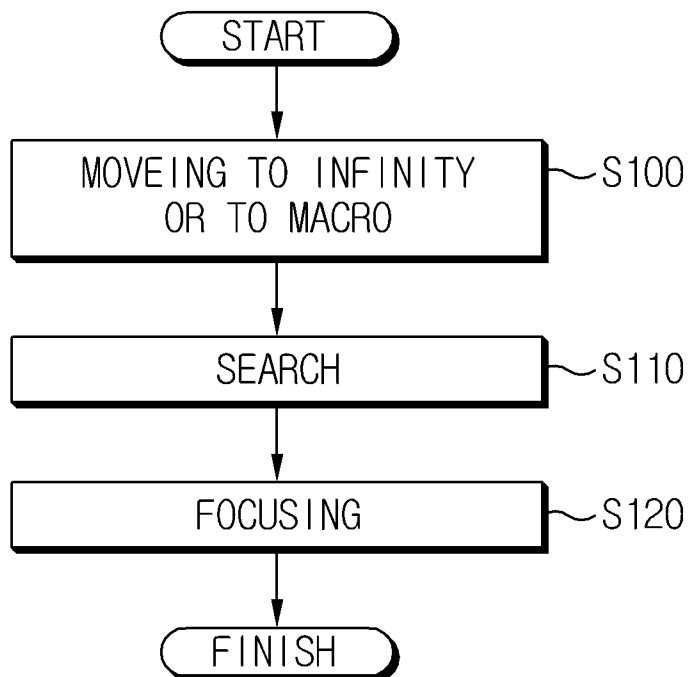 START
MOVEING TO INFINITY
OR TO MACRO
S100
SEARCH
S110
FOCUSING
S120
FINISH